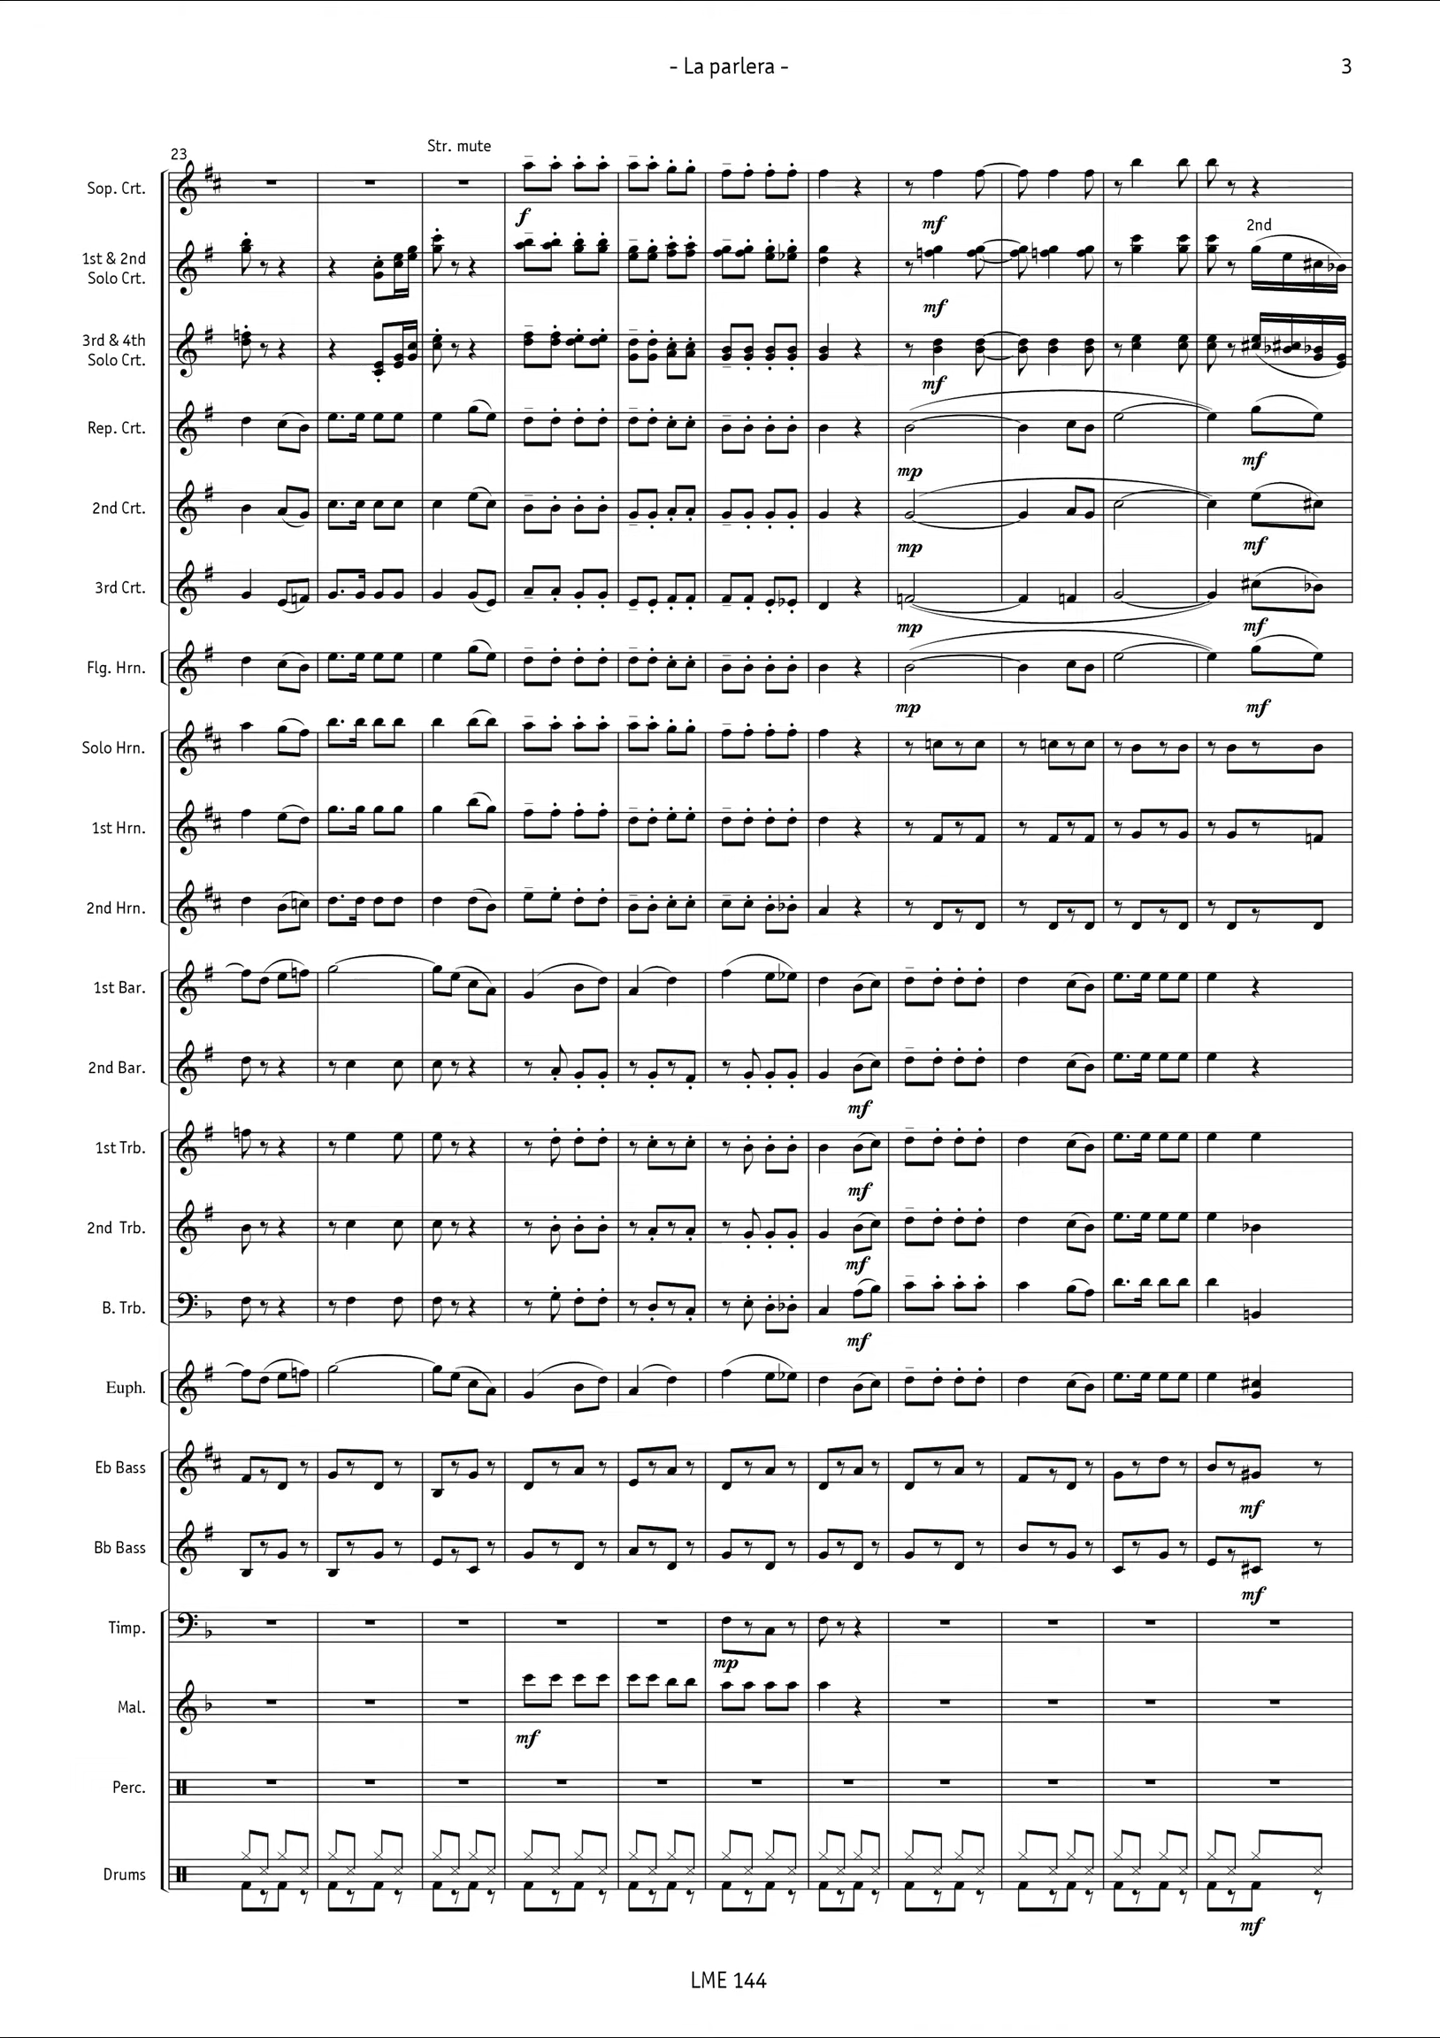 - La parlera -
3
23
Str. mute
Sop. Crt.
f
mf
2nd
1st & 2nd
Solo Crt.
mf
3rd & 4th
Solo Crt.
mf
Rep. Crt.
mp
mf
2nd Crt.
mp
mf
3rd Crt.
mp
mf
Flg. Hrn.
mp
mf
Solo Hrn.
1st Hrn.
2nd Hrn.
1st Bar.
2nd Bar.
mf
1st Trb.
mf
2nd Trb.
mf
B. Trb.
mf
Euph.
Eb Bass
mf
Bb Bass
mf
Timp.
mp
Mal.
mf
Perc.
Drums
mf
LME 144